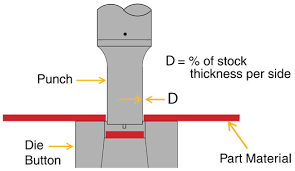 Punch
D = % of stock
thickness per side
D
Die
Button
Part Material